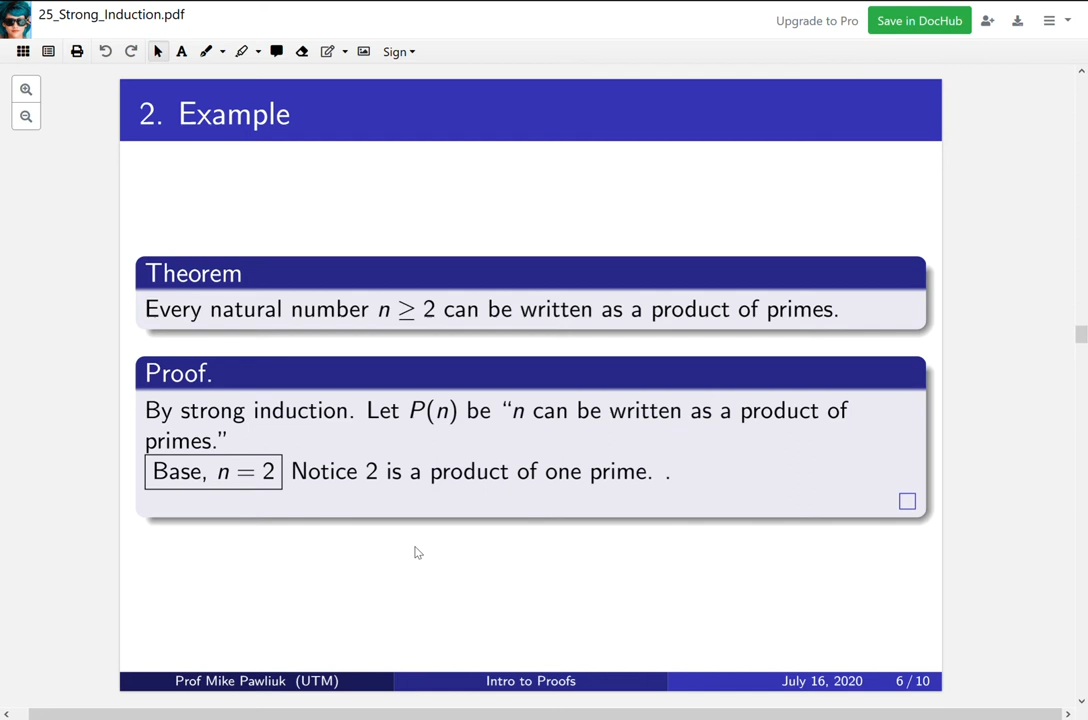 25_Strong_Induction.pdf
Upgrade to Pro
Save in DocHub
A
Sign
2. Example
Theorem
Every natural number n ≥ 2 can be written as a product of primes.
Proof.
By strong induction. Let P(n) be “n can be written as a product of
primes.”
Base, n = 2 Notice 2 is a product of one prime. .
Prof Mike Pawliuk (UTM) Intro to Proofs July 16, 2020 6 / 10